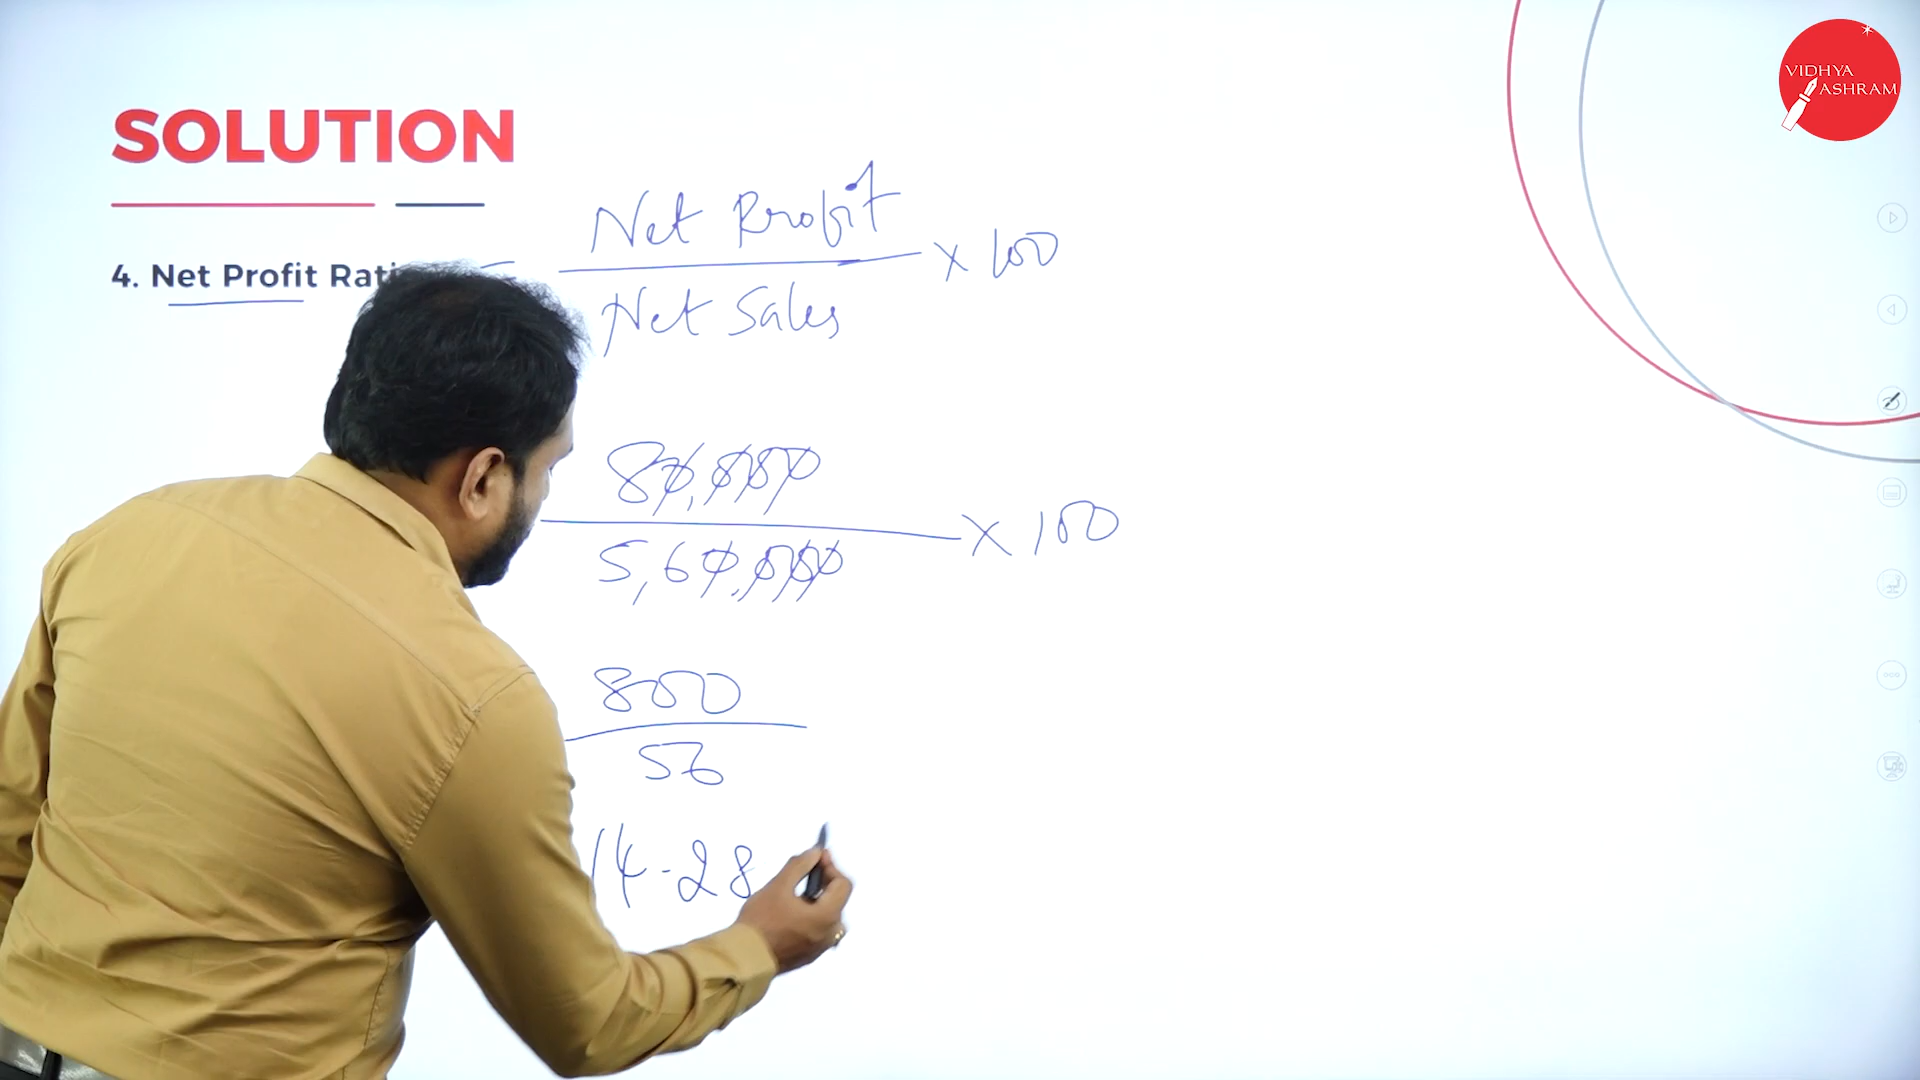 VIDHYA
ASHRAM
SOLUTION
4. Net Profit Rati
= Net Profit
Net Sales
x 100
80,000
5,60,000
x 100
800
56
14.28